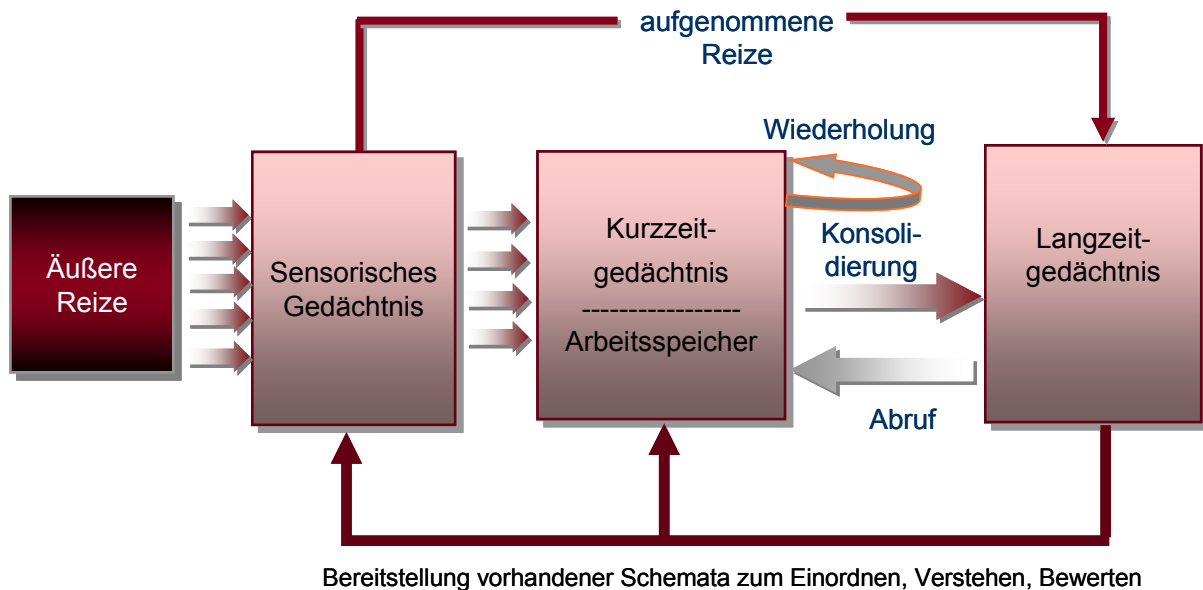 aufgenommene
Reize
Wiederholung
Äußere
Reize
Sensorisches
Gedächtnis
Kurzzeit-
gedächtnis
-----------------
Arbeitsspeicher
Konsoli-
dierung
Abruf
Langzeit-
gedächtnis
Bereitstellung vorhandener Schemata zum Einordnen, Verstehen, Bewerten